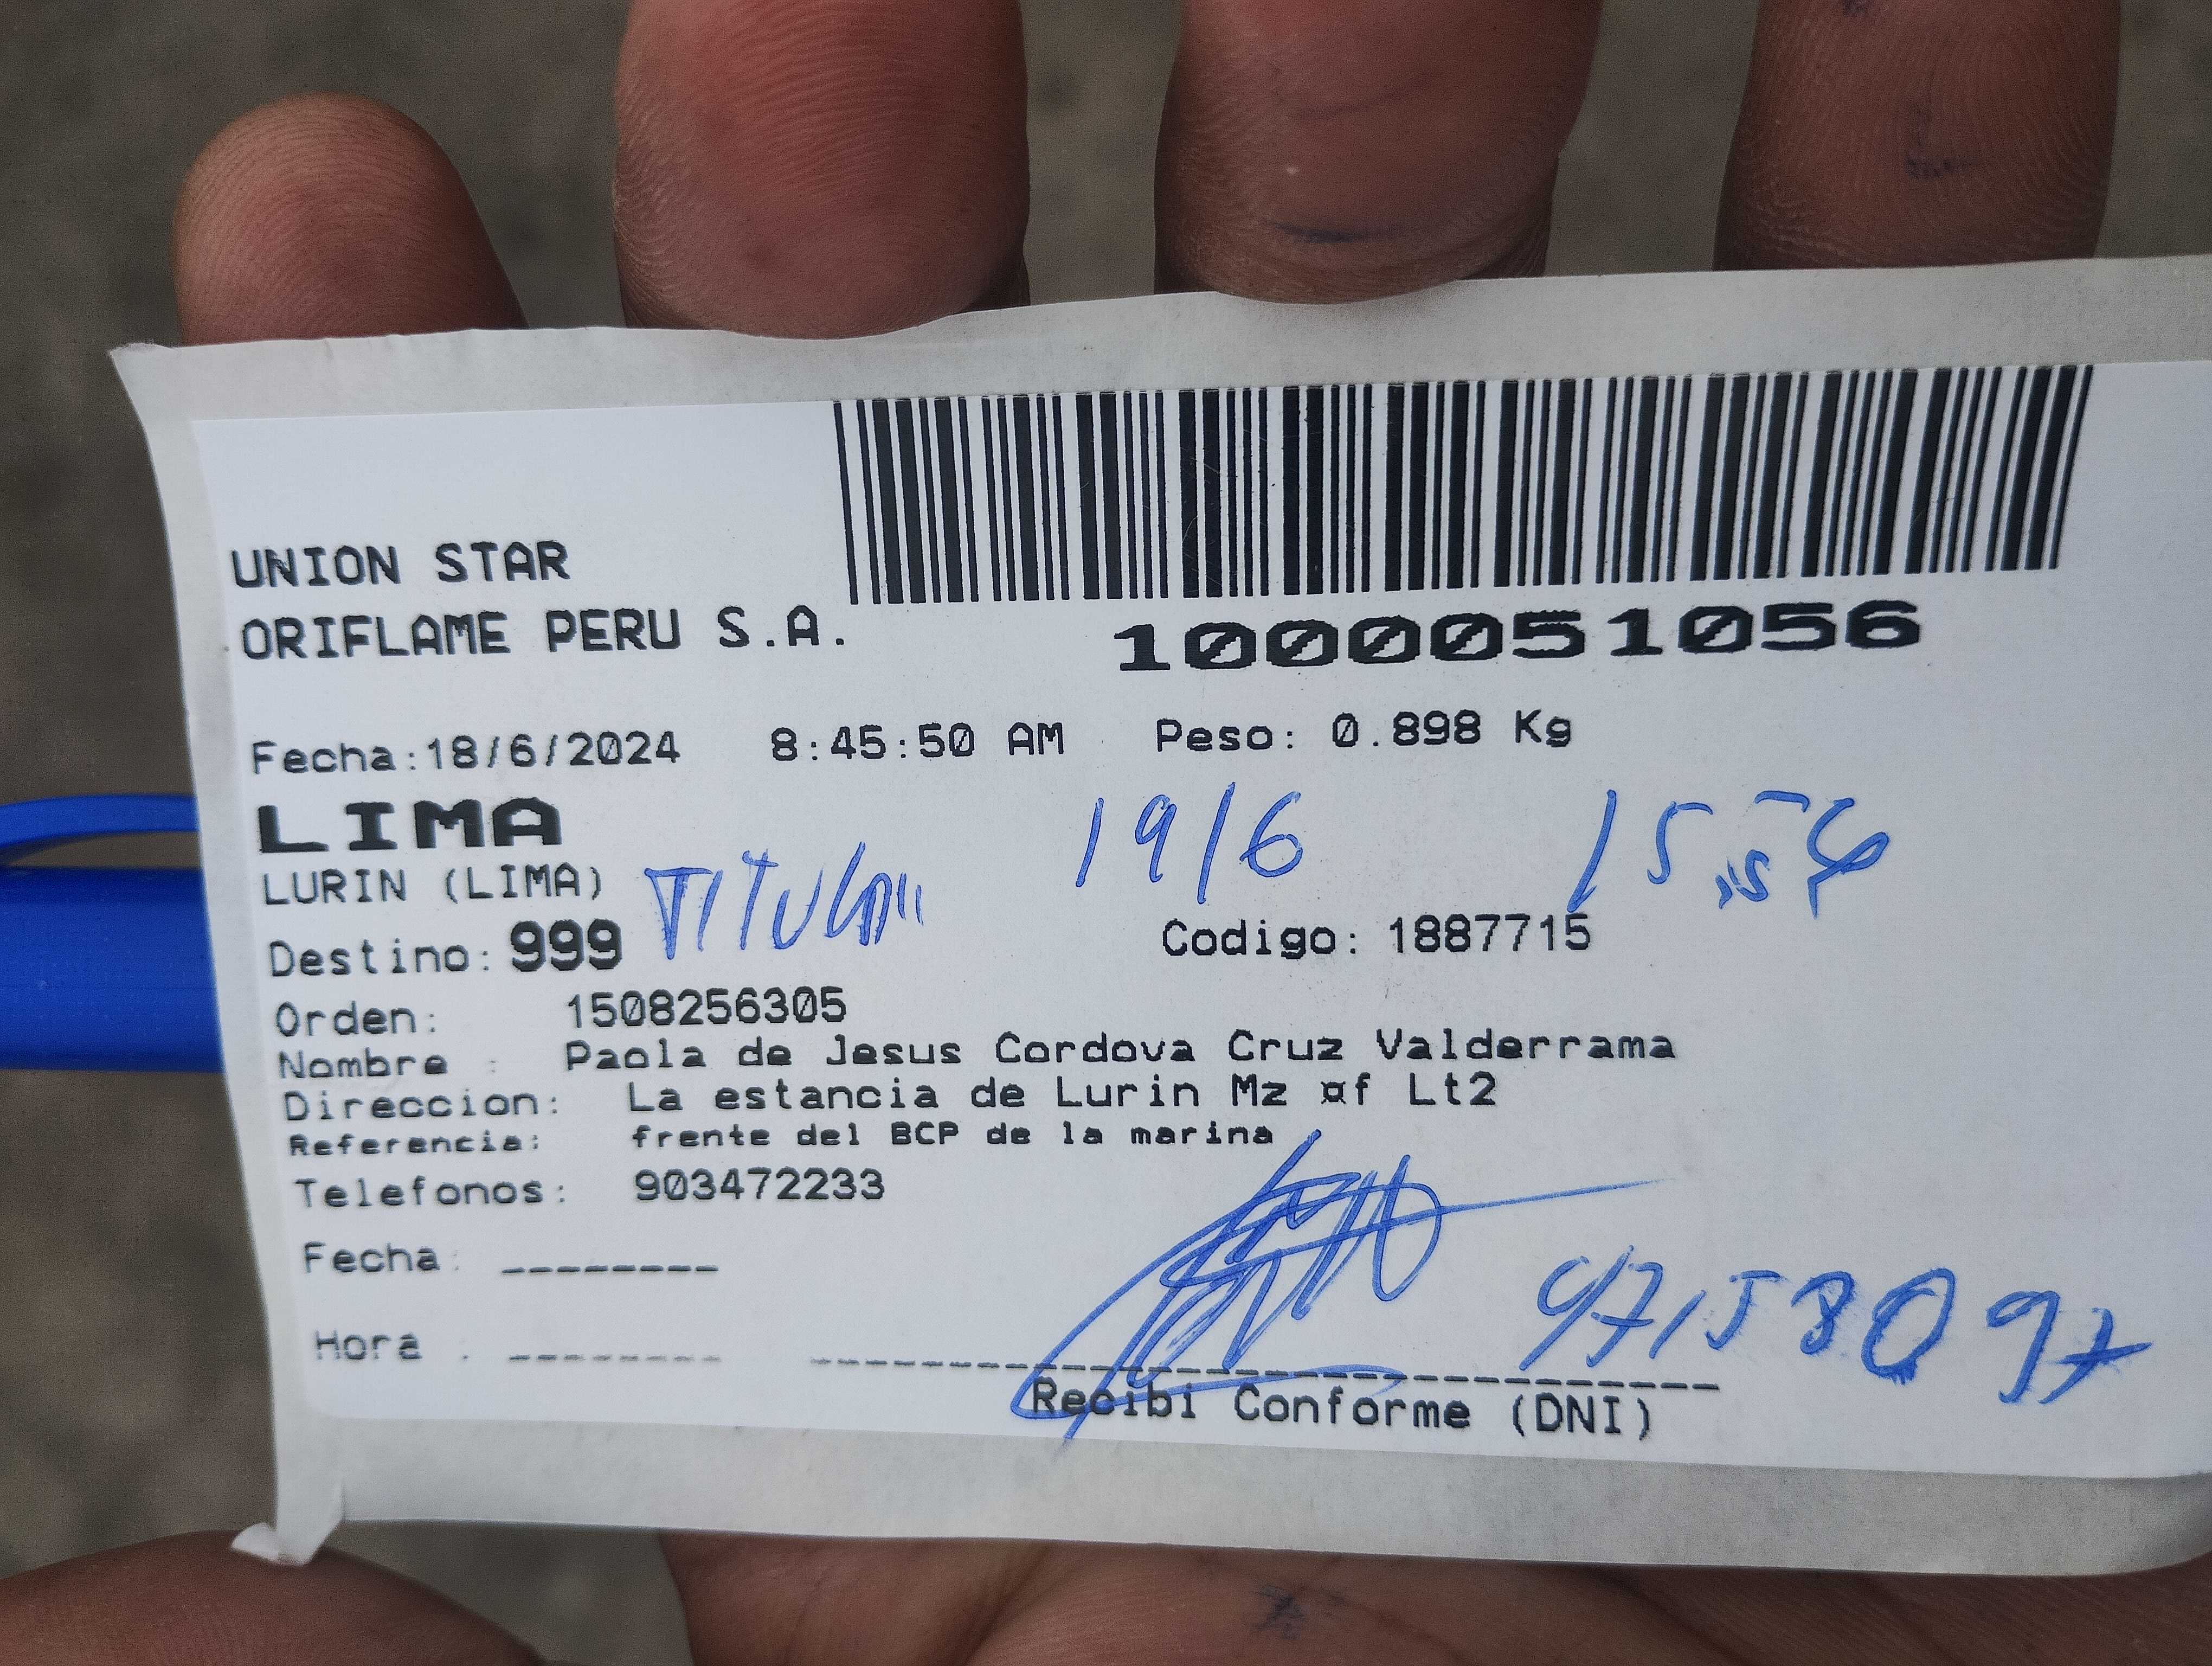 UNION STAR
ORIFLAME PERU S.A.
1000051056
Fecha:18/6/2024 8:45:50 AM Peso: 0.898 Kg
LIMA
19/6
LURIN (LIMA) TITULAR
Destino: 999 Codigo: 1887715
Orden: 1508256305
Nombre : Paola de Jesus Cordova Cruz Valderrama
Direccion: La estancia de Lurin Mz ¤f Lt2
Referencia: frente del BCP de la marina
Telefonos: 903472233
Fecha: ________
Hora : ________
47158097
Recibi Conforme (DNI)